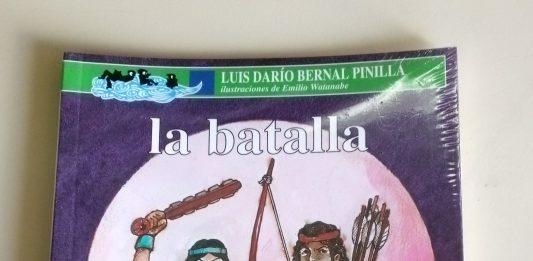 LUIS DARÍO BERNAL PINILLA
ilustraciones de Emilio Watanabe
la batalla